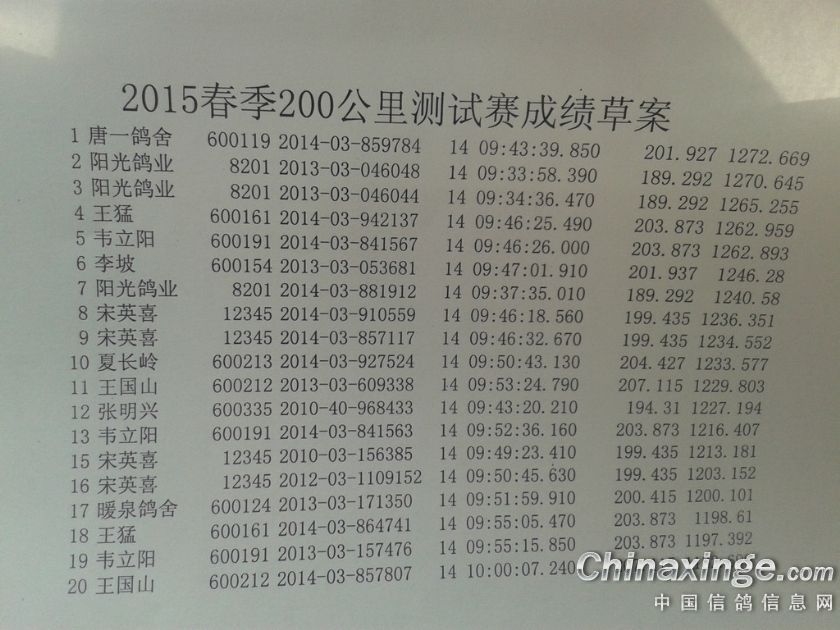 2015春季200公里测试赛成绩草案
1 唐一鸽舍 600119 2014-03-859784 14 09:43:39.850 201.927 1272.669
2 阳光鸽业 8201 2013-03-046048 14 09:33:58.390 189.292 1270.645
3 阳光鸽业 8201 2013-03-046044 14 09:34:36.470 189.292 1265.255
4 王猛 600161 2014-03-942137 14 09:46:25.490 203.873 1262.959
5 韦立阳 600191 2014-03-841567 14 09:46:26.000 203.873 1262.893
6 李坡 600154 2013-03-053681 14 09:47:01.910 201.937 1246.28
7 阳光鸽业 8201 2014-03-881912 14 09:37:35.010 189.292 1240.58
8 宋英喜 12345 2014-03-910559 14 09:46:18.560 199.435 1236.351
9 宋英喜 12345 2014-03-857117 14 09:46:32.670 199.435 1234.552
10 夏长岭 600213 2014-03-927524 14 09:50:43.130 204.427 1233.577
11 王国山 600212 2013-03-609338 14 09:53:24.790 207.115 1229.803
12 张明兴 600335 2010-40-968433 14 09:43:20.210 194.31 1227.194
13 韦立阳 600191 2014-03-841563 14 09:52:36.160 203.873 1216.407
15 宋英喜 12345 2010-03-156385 14 09:49:23.410 199.435 1213.181
16 宋英喜 12345 2012-03-1109152 14 09:50:45.630 199.435 1203.152
17 暖泉鸽舍 600124 2013-03-171350 14 09:51:59.910 200.415 1200.101
18 王猛 600161 2014-03-864741 14 09:55:05.470 203.873 1198.61
19 韦立阳 600191 2013-03-157476 14 09:55:15.850 203.873 1197.392
20 王国山 600212 2014-03-857807 14 10:00:07.240
Chinaxinge.com
中国信鸽信息网